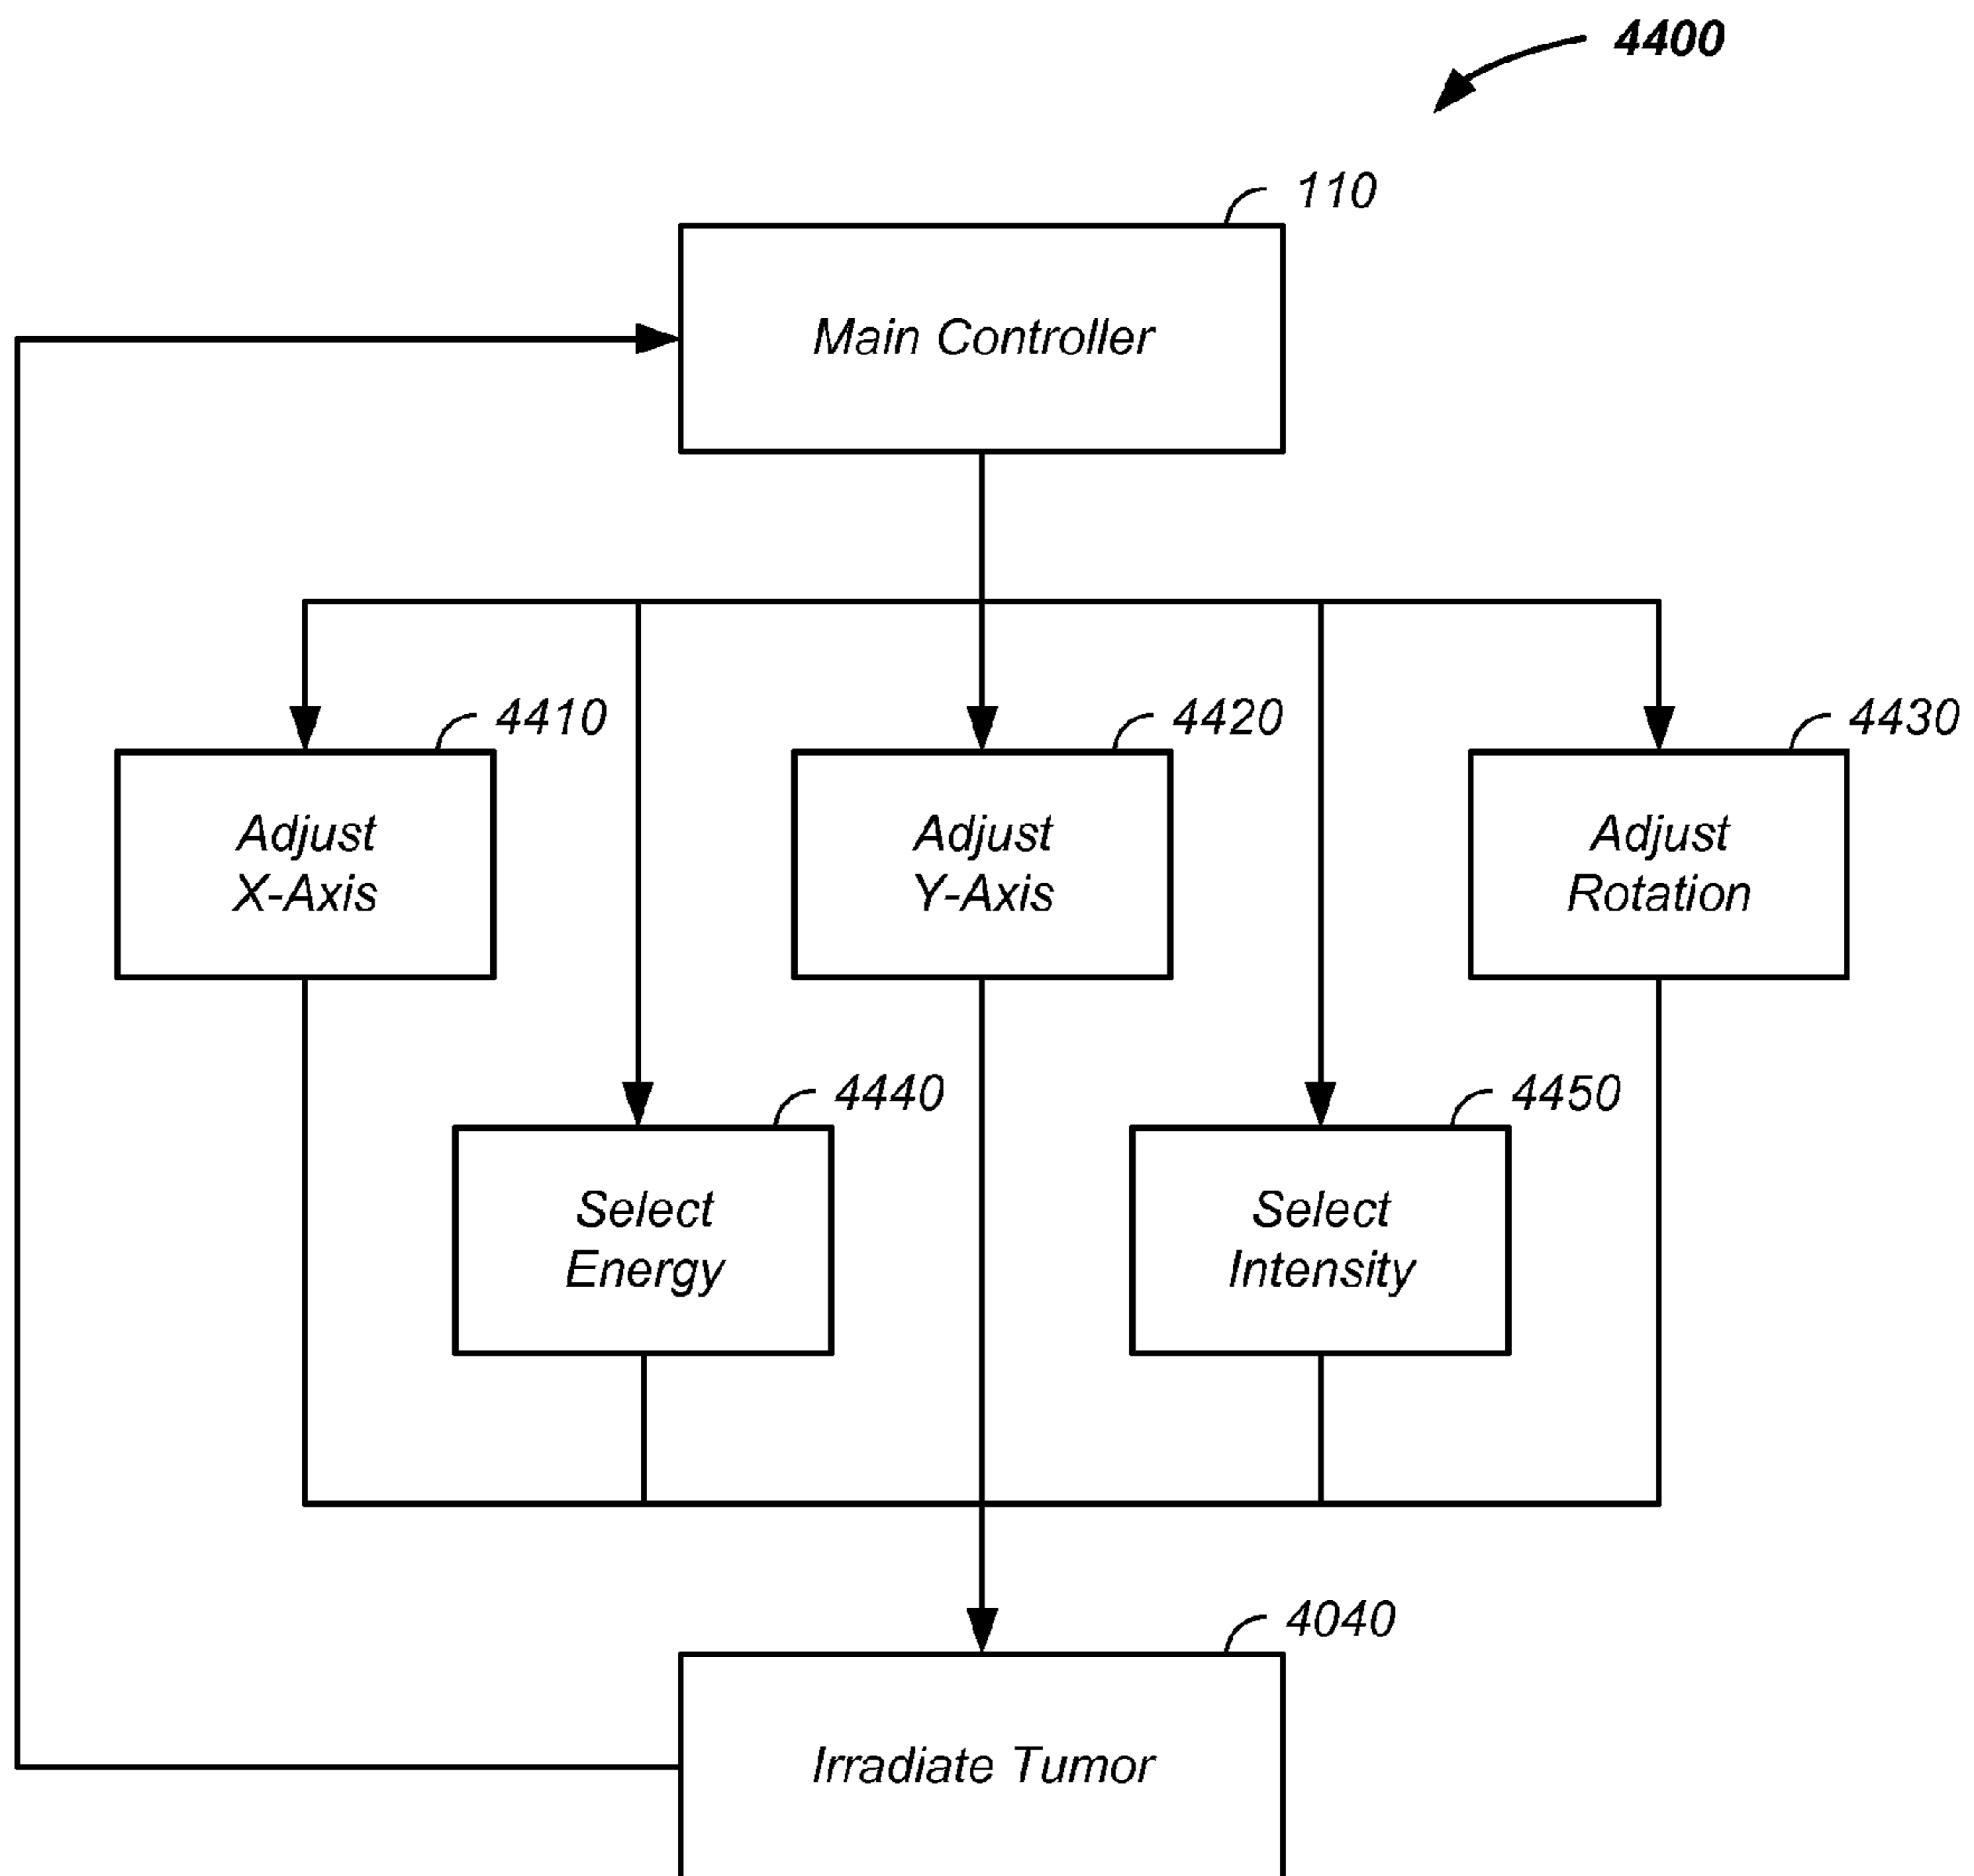 4400
110
Main Controller
4410
4420
4430
Adjust
X-Axis
Adjust
Y-Axis
Adjust
Rotation
4440
4450
Select
Energy
Select
Intensity
4040
Irradiate Tumor